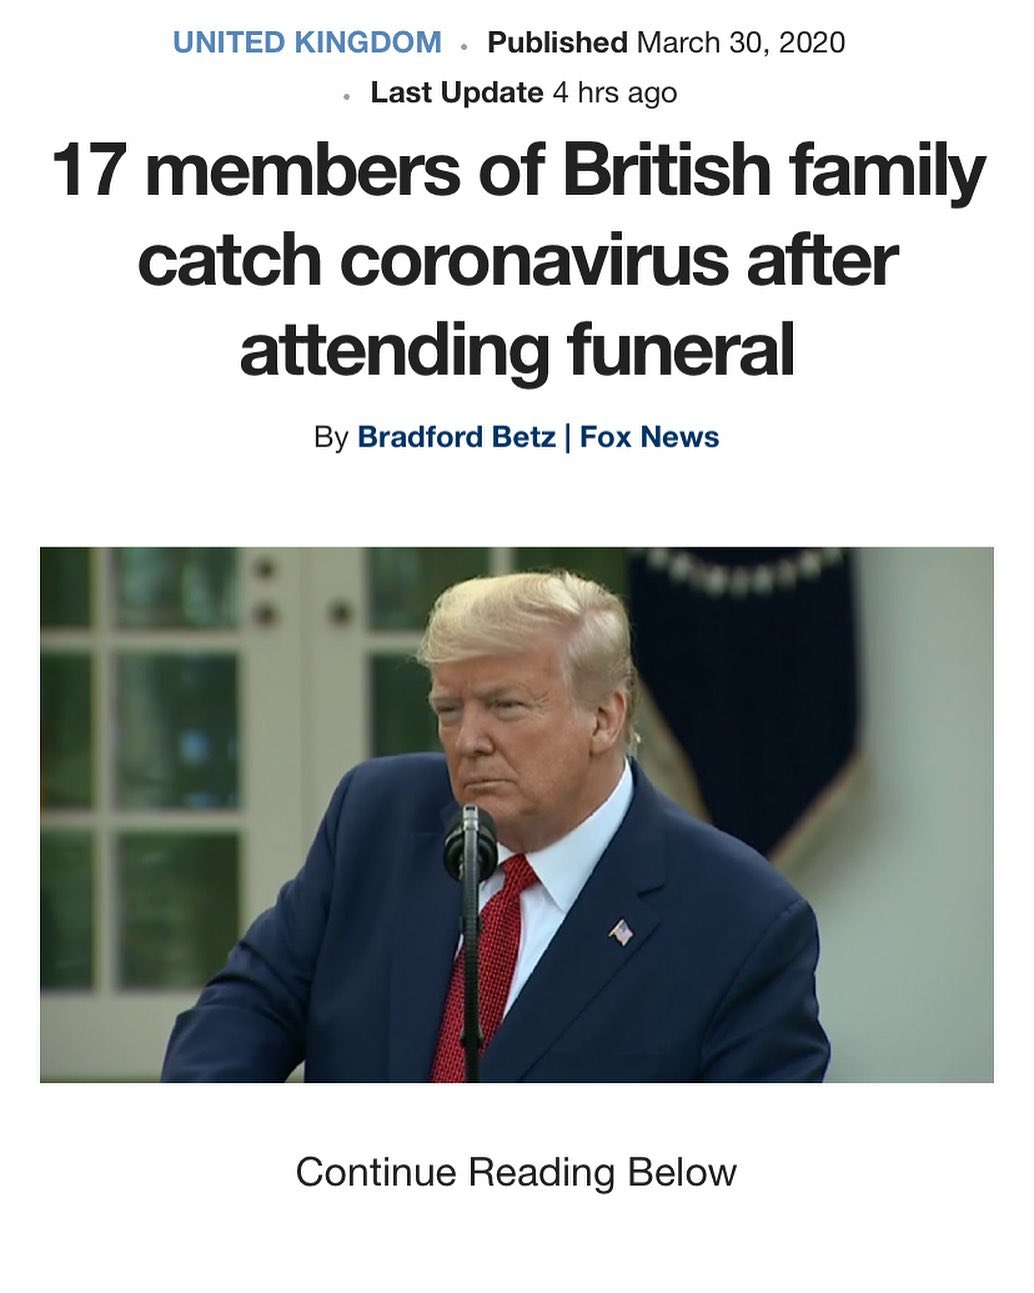 UNITED KINGDOM · Published March 30, 2020
· Last Update 4 hrs ago
17 members of British family
catch coronavirus after
attending funeral
By Bradford Betz | Fox News
Continue Reading Below